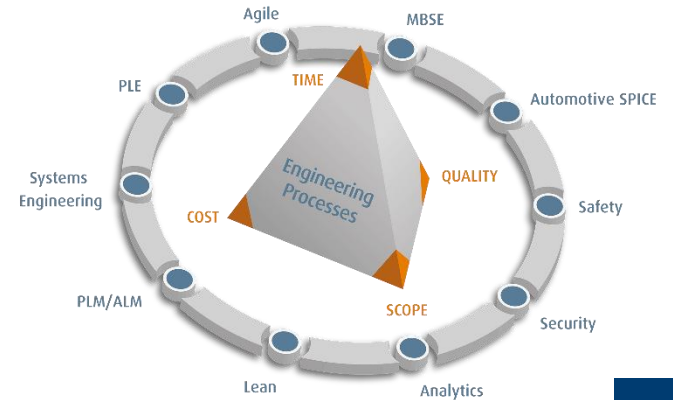 Agile
MBSE
TIME
PLE
Automotive SPICE
Engineering
Processes
QUALITY
Systems
Engineering
COST
Safety
PLM/ALM
SCOPE
Security
Lean
Analytics